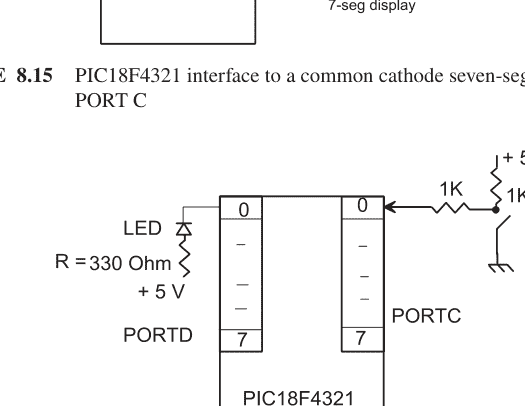 7-seg display
E 8.15 PIC18F4321 interface to a common cathode seven-seg
PORT C
+ 5
1K
1K
0
0
LED
R = 330 Ohm
+ 5 V
PORTC
PORTD
7
7
PIC18F4321